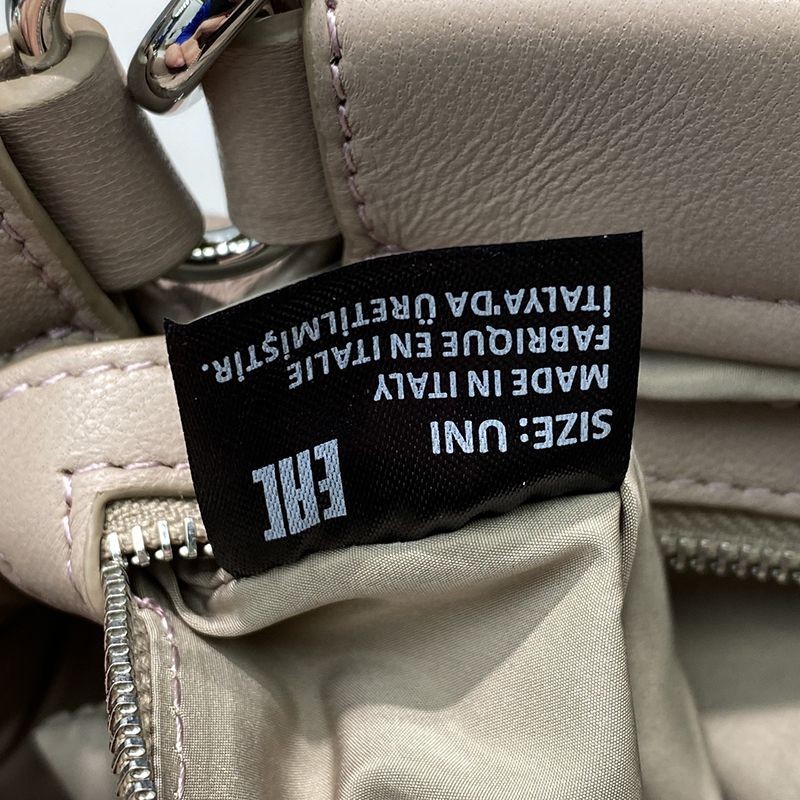 SIZE: UNI
MADE IN ITALY
FABRIQUE EN ITALIE
İTALYA'DA ÜRETİLMİŞTİR.
EAC